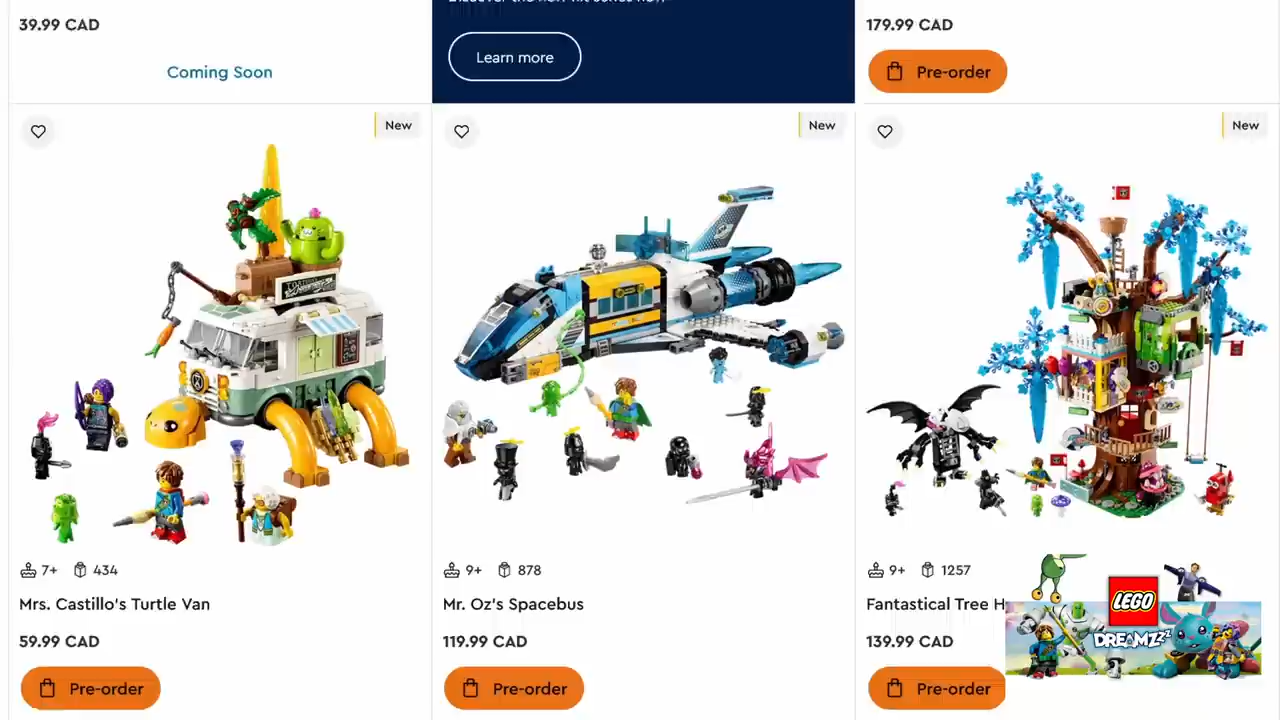 39.99 CAD
Coming Soon
Learn more
179.99 CAD
Pre-order
New
New
New
7+ 434
Mrs. Castillo's Turtle Van
59.99 CAD
Pre-order
9+ 878
Mr. Oz's Spacebus
119.99 CAD
Pre-order
9+ 1257
Fantastical Tree H
139.99 CAD
Pre-order
LEGO
DREAMZzz